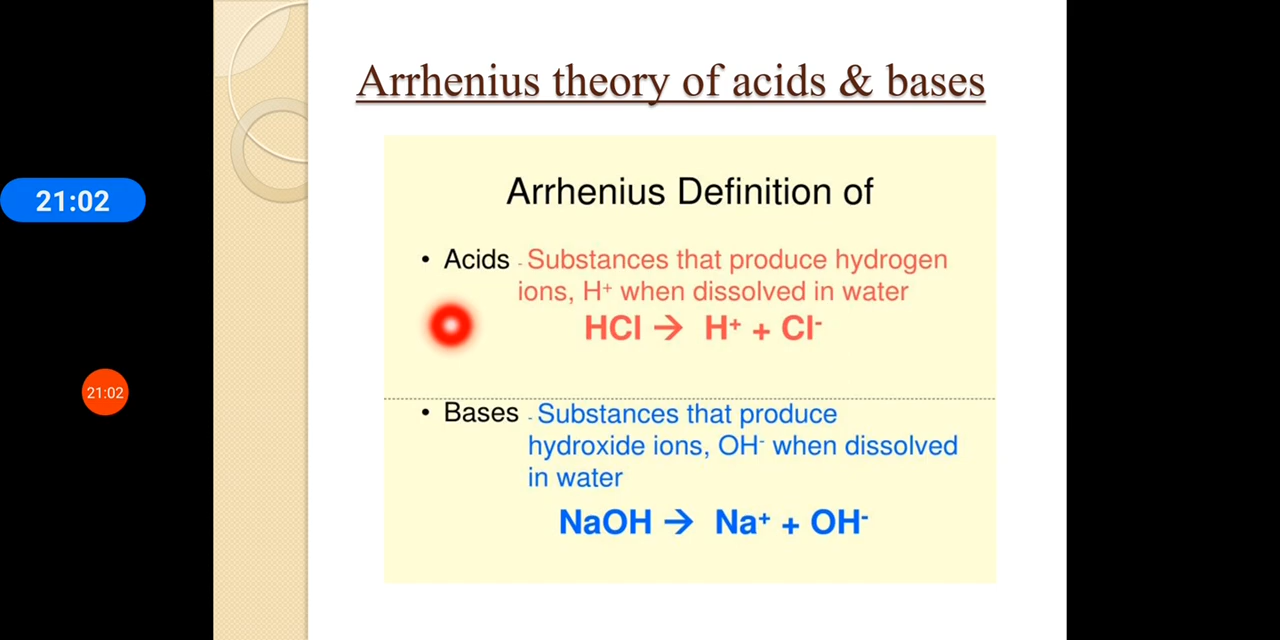 Arrhenius theory of acids & bases
21:02
Arrhenius Definition of
• Acids - Substances that produce hydrogen
ions, H⁺ when dissolved in water
HCl → H⁺ + Cl⁻
21:02
• Bases - Substances that produce
hydroxide ions, OH⁻ when dissolved
in water
NaOH → Na⁺ + OH⁻